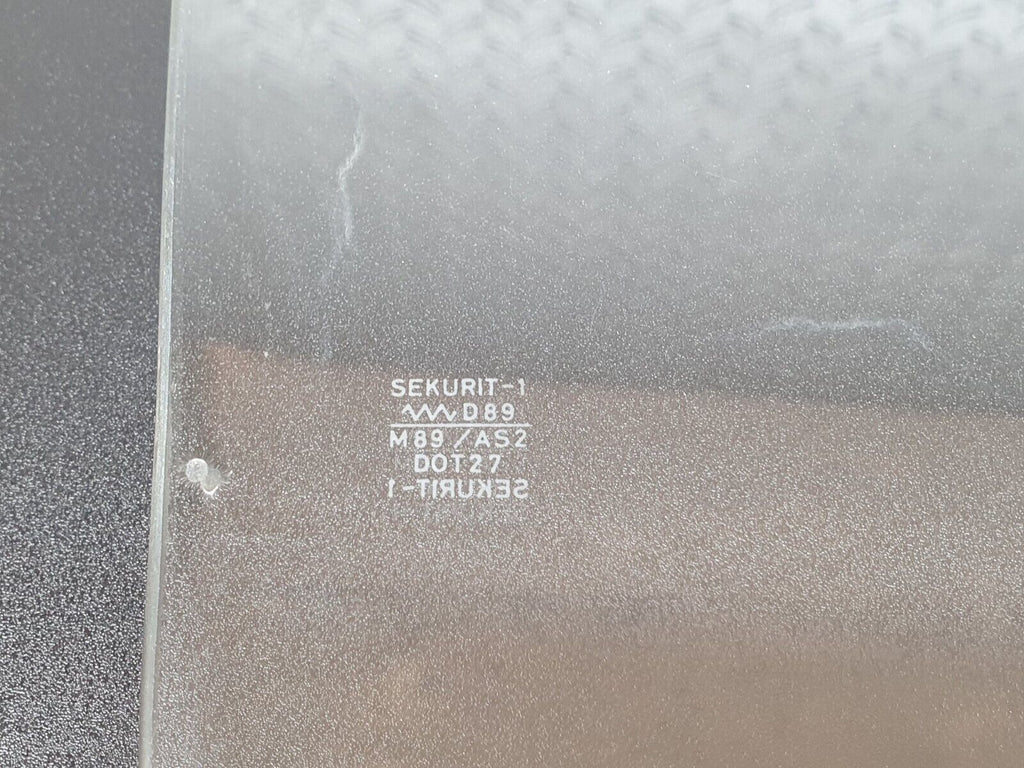 SEKURIT-1
D89
M89/AS2
DOT27
SEKURIT-1